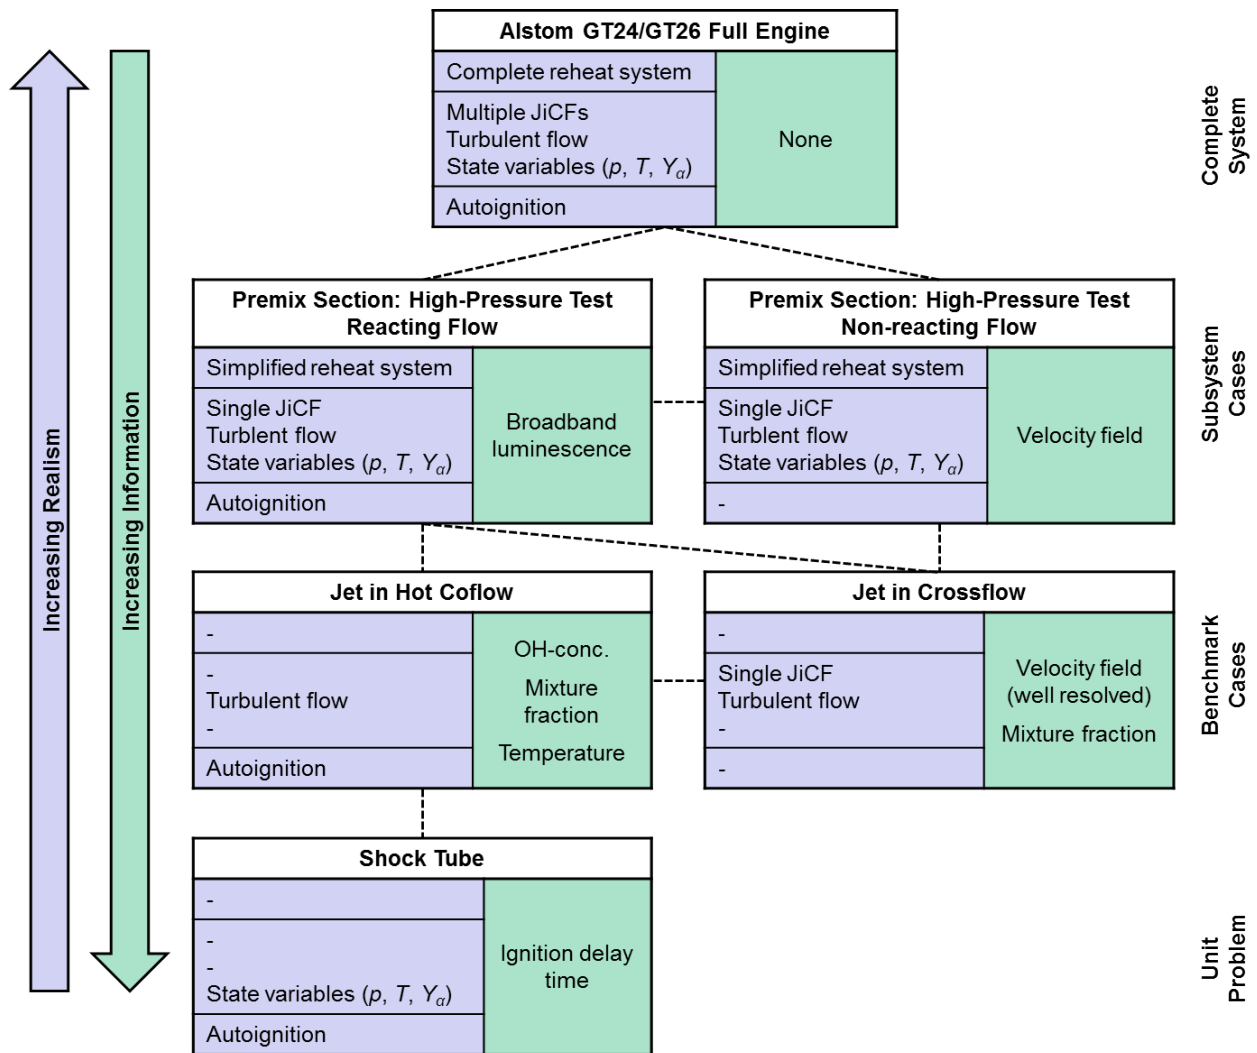 Alstom GT24/GT26 Full Engine
Complete reheat system
Multiple JiCFs
Turbulent flow
State variables (p, T, Yα)
Autoignition
None
Complete
System
Increasing Realism
Increasing Information
Premix Section: High-Pressure Test
Reacting Flow
Simplified reheat system
Single JiCF
Turblent flow
State variables (p, T, Yα)
Autoignition
Broadband
luminescence
Premix Section: High-Pressure Test
Non-reacting Flow
Simplified reheat system
Single JiCF
Turblent flow
State variables (p, T, Yα)
-
Velocity field
Subsystem
Cases
Jet in Hot Coflow
-
-
Turbulent flow
-
Autoignition
OH-conc.
Mixture
fraction
Temperature
Jet in Crossflow
-
Single JiCF
Turbulent flow
-
-
Velocity field
(well resolved)
Mixture fraction
Benchmark
Cases
Shock Tube
-
-
-
State variables (p, T, Yα)
Autoignition
Ignition delay
time
Unit
Problem